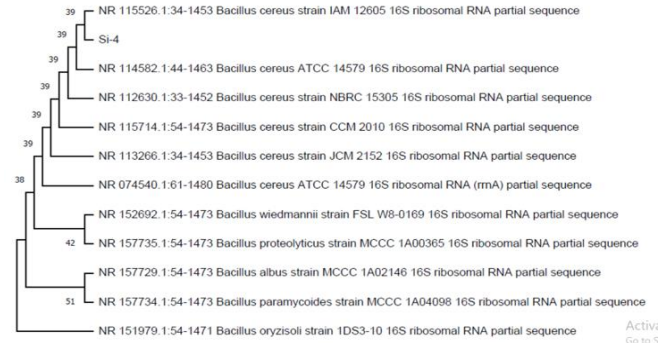 39 NR 115526.1:34-1453 Bacillus cereus strain IAM 12605 16S ribosomal RNA partial sequence
39 Si-4
39 NR 114582.1:44-1463 Bacillus cereus ATCC 14579 16S ribosomal RNA partial sequence
39 NR 112630.1:33-1452 Bacillus cereus strain NBRC 15305 16S ribosomal RNA partial sequence
39 NR 115714.1:54-1473 Bacillus cereus strain CCM 2010 16S ribosomal RNA partial sequence
39 NR 113266.1:34-1453 Bacillus cereus strain JCM 2152 16S ribosomal RNA partial sequence
38 NR 074540.1:61-1480 Bacillus cereus ATCC 14579 16S ribosomal RNA (rrnA) partial sequence
NR 152692.1:54-1473 Bacillus wiedmannii strain FSL W8-0169 16S ribosomal RNA partial sequence
42 NR 157735.1:54-1473 Bacillus proteolyticus strain MCCC 1A00365 16S ribosomal RNA partial sequence
NR 157729.1:54-1473 Bacillus albus strain MCCC 1A02146 16S ribosomal RNA partial sequence
51 NR 157734.1:54-1473 Bacillus paramycoides strain MCCC 1A04098 16S ribosomal RNA partial sequence
NR 151979.1:54-1471 Bacillus oryzisoli strain 1DS3-10 16S ribosomal RNA partial sequence
Activa
Go to S